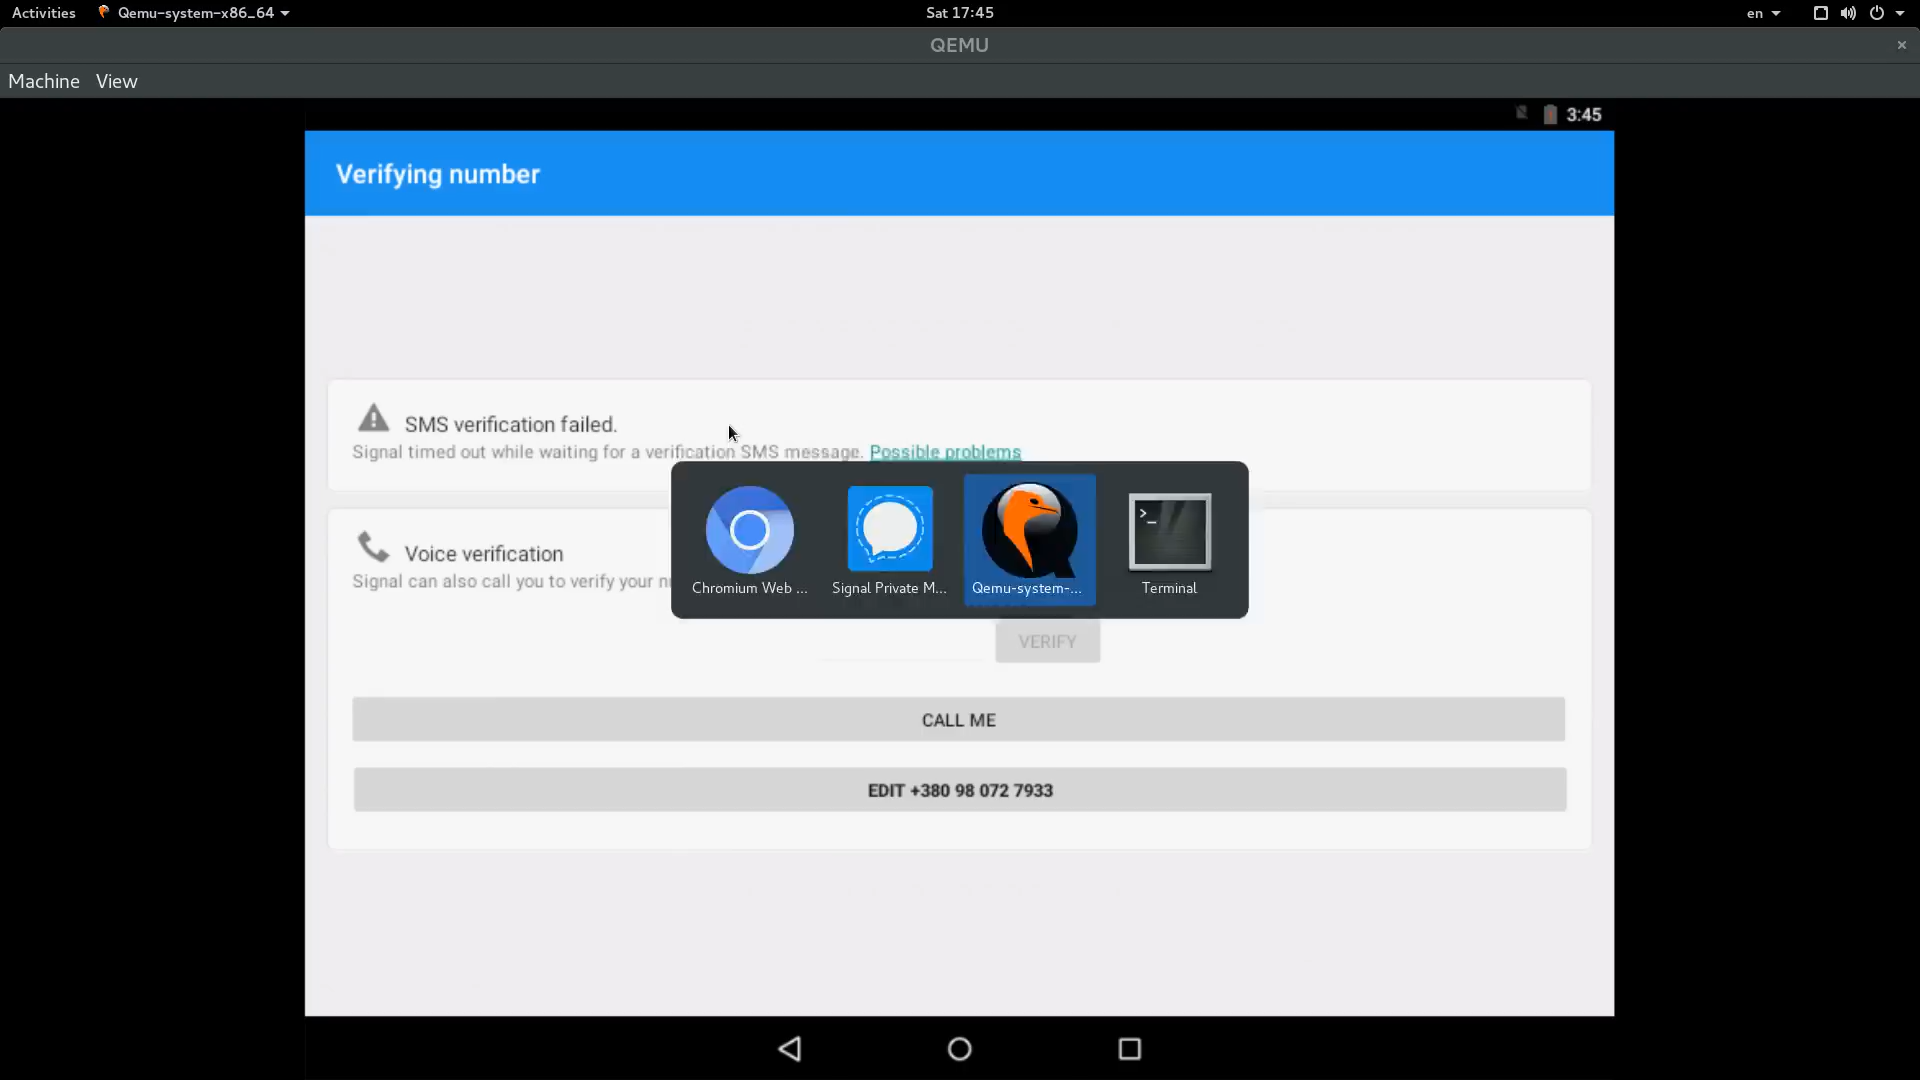 Activities Qemu-system-x86_64 Sat 17:45 en
QEMU
Machine View
3:45
Verifying number
SMS verification failed.
Signal timed out while waiting for a verification SMS message. Possible problems
Chromium Web ... Signal Private M... Qemu-system-... Terminal
Voice verification
Signal can also call you to verify your
VERIFY
CALL ME
EDIT +380 98 072 7933